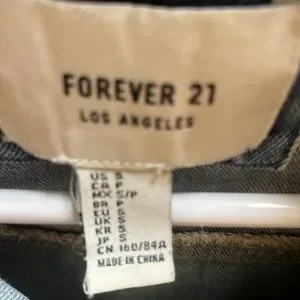 FOREVER 21
LOS ANGELES
US S
CA P
MX S/P
BR P
EU S
UK S
KR S
JP S
CN 160/84A
MADE IN CHINA